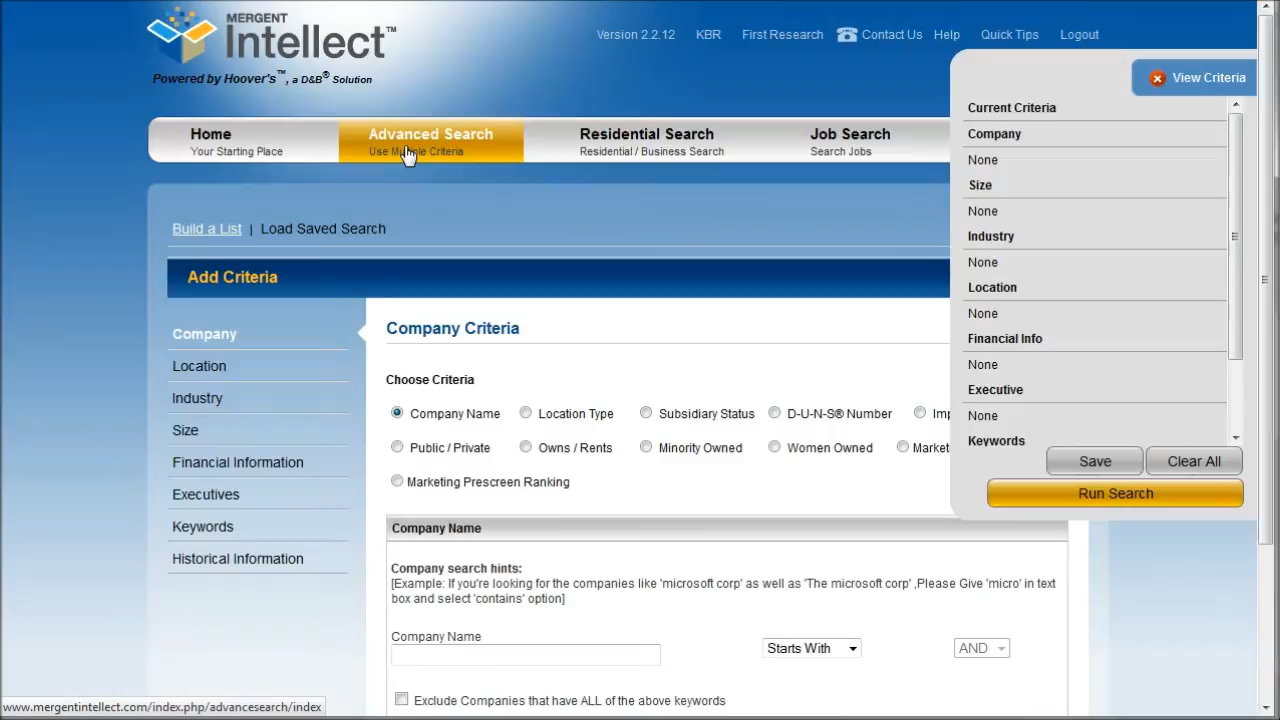 MERGENT
Intellect™
Powered by Hoover's™, a D&B® Solution
Version 2.2.12
KBR
First Research
Contact Us
Help
Quick Tips
Logout
View Criteria
Home
Your Starting Place
Advanced Search
Use Multiple Criteria
Residential Search
Residential / Business Search
Job Search
Search Jobs
Current Criteria
Company
None
Size
None
Industry
None
Location
None
Financial Info
None
Executive
None
Keywords
Save
Clear All
Run Search
Build a List | Load Saved Search
Add Criteria
Company
Location
Industry
Size
Financial Information
Executives
Keywords
Historical Information
Company Criteria
Choose Criteria
Company Name
Location Type
Subsidiary Status
D-U-N-S® Number
Public / Private
Owns / Rents
Minority Owned
Women Owned
Marketing Prescreen Ranking
Company Name
Company search hints:
[Example: If you're looking for the companies like 'microsoft corp' as well as 'The microsoft corp' ,Please Give 'micro' in text
box and select 'contains' option]
Company Name
Starts With
AND
Exclude Companies that have ALL of the above keywords
www.mergentintellect.com/index.php/advancesearch/index